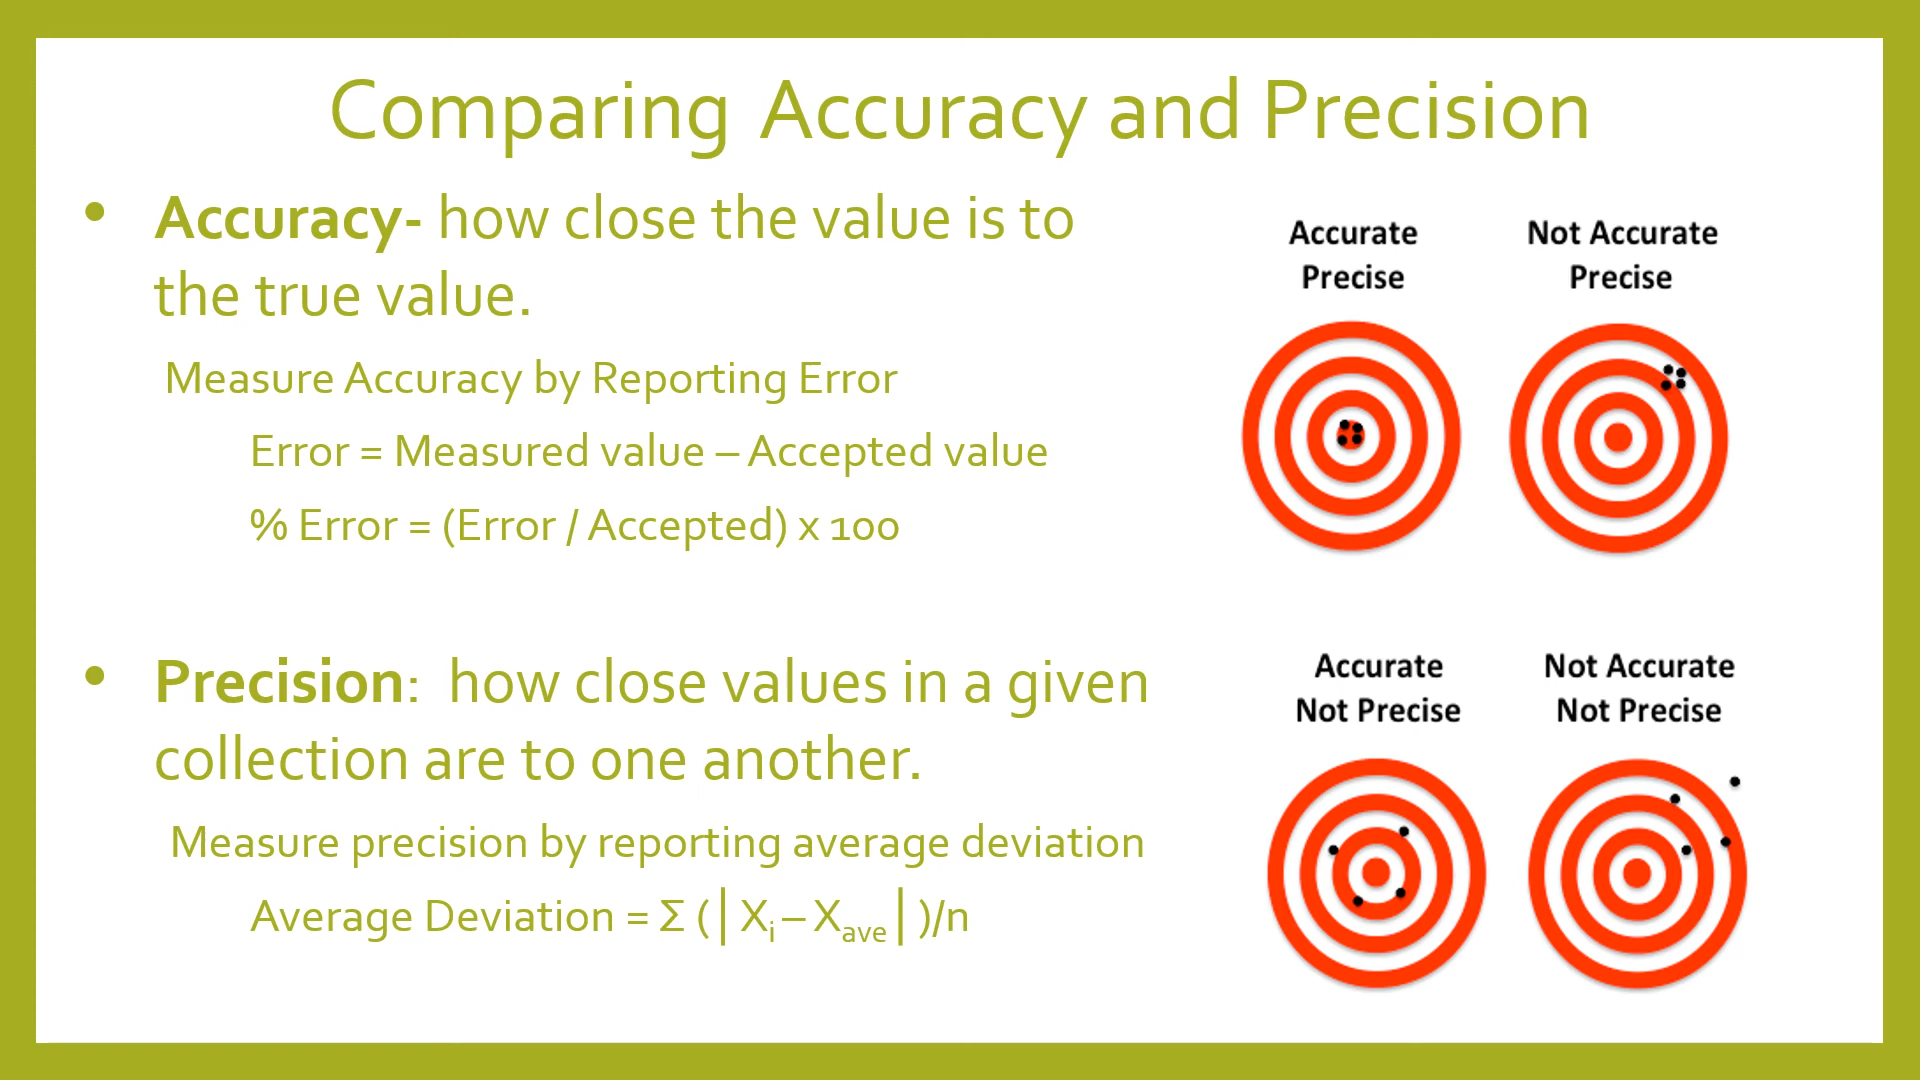 Comparing Accuracy and Precision
• Accuracy- how close the value is to
the true value.
Measure Accuracy by Reporting Error
Error = Measured value – Accepted value
% Error = (Error / Accepted) x 100
• Precision: how close values in a given
collection are to one another.
Measure precision by reporting average deviation
Average Deviation = Σ (│Xi – Xave│)/n
Accurate
Precise
Not Accurate
Precise
Accurate
Not Precise
Not Accurate
Not Precise